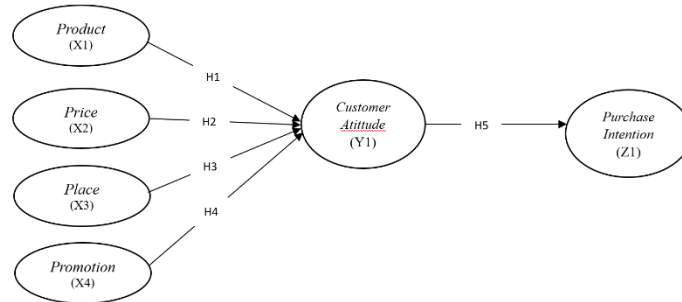 Product
(X1)
H1
Price
(X2)
H2
Place
(X3)
H3
Promotion
(X4)
H4
Customer
Atittude
(Y1)
H5
Purchase
Intention
(Z1)